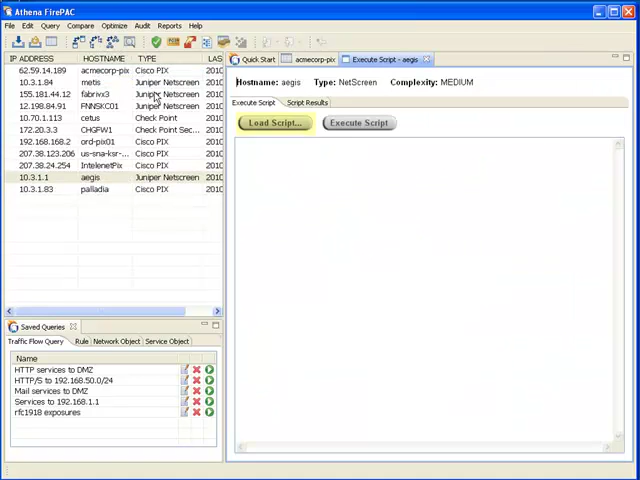 Athena FirePAC
File Edit Query Compare Optimize Audit Reports Help
IP ADDRESS HOSTNAME TYPE LAS
62.59.14.189 acmecorp-pix Cisco PIX 2010
10.3.1.84 metis Juniper Netscreen 2010
155.181.44.12 fabrivx3 Juniper Netscreen 2010
12.198.84.91 FNNSKC01 Juniper Netscreen 2010
10.70.1.113 cetus Check Point 2010
172.20.3.3 CHGFW1 Check Point Sec... 2010
192.168.168.2 ord-pix01 Cisco PIX 2010
207.38.123.206 us-sna-ksr-... Cisco PIX 2010
207.38.24.254 IntelenetPix Cisco PIX 2010
10.3.1.1 aegis Juniper Netscreen 2010
10.3.1.83 palladia Cisco PIX 2010
Quick Start acmecorp-pix Execute Script - aegis
Hostname: aegis Type: NetScreen Complexity: MEDIUM
Execute Script Script Results
Load Script... Execute Script
Saved Queries
Traffic Flow Query Rule Network Object Service Object
Name
HTTP services to DMZ
HTTP/S to 192.168.50.0/24
Mail services to DMZ
Services to 192.168.1.1
rfc1918 exposures